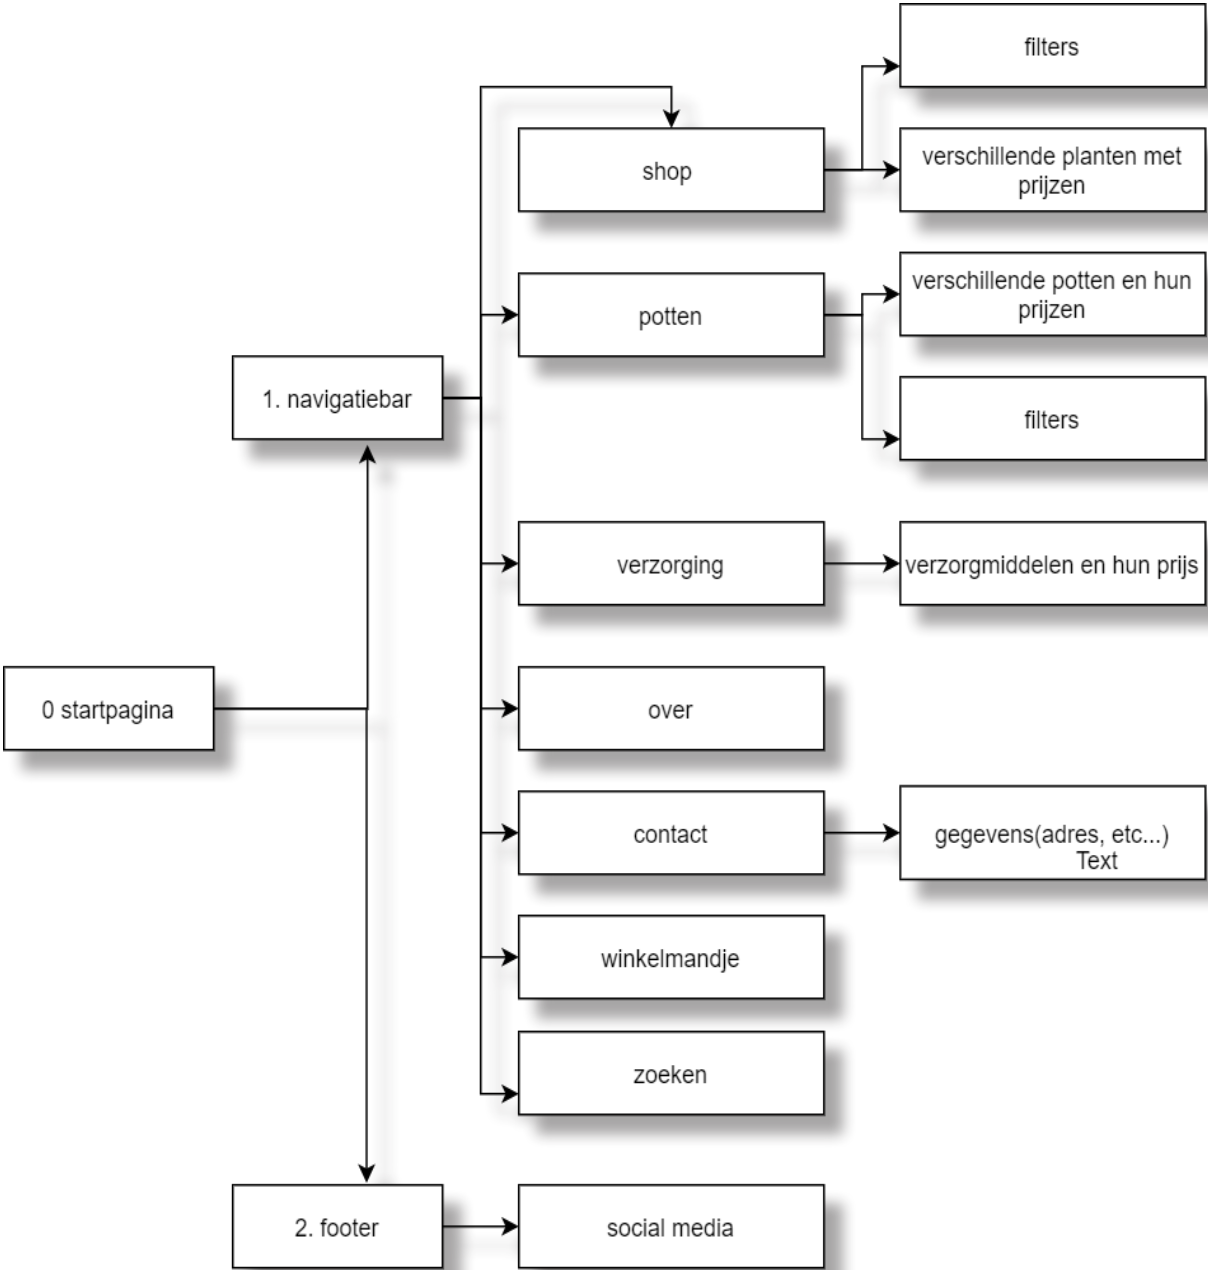 filters
shop
verschillende planten met
prijzen
potten
verschillende potten en hun
prijzen
1. navigatiebar
filters
verzorging
verzorgmiddelen en hun prijs
0 startpagina
over
contact
gegevens(adres, etc...)
Text
winkelmandje
zoeken
2. footer
social media